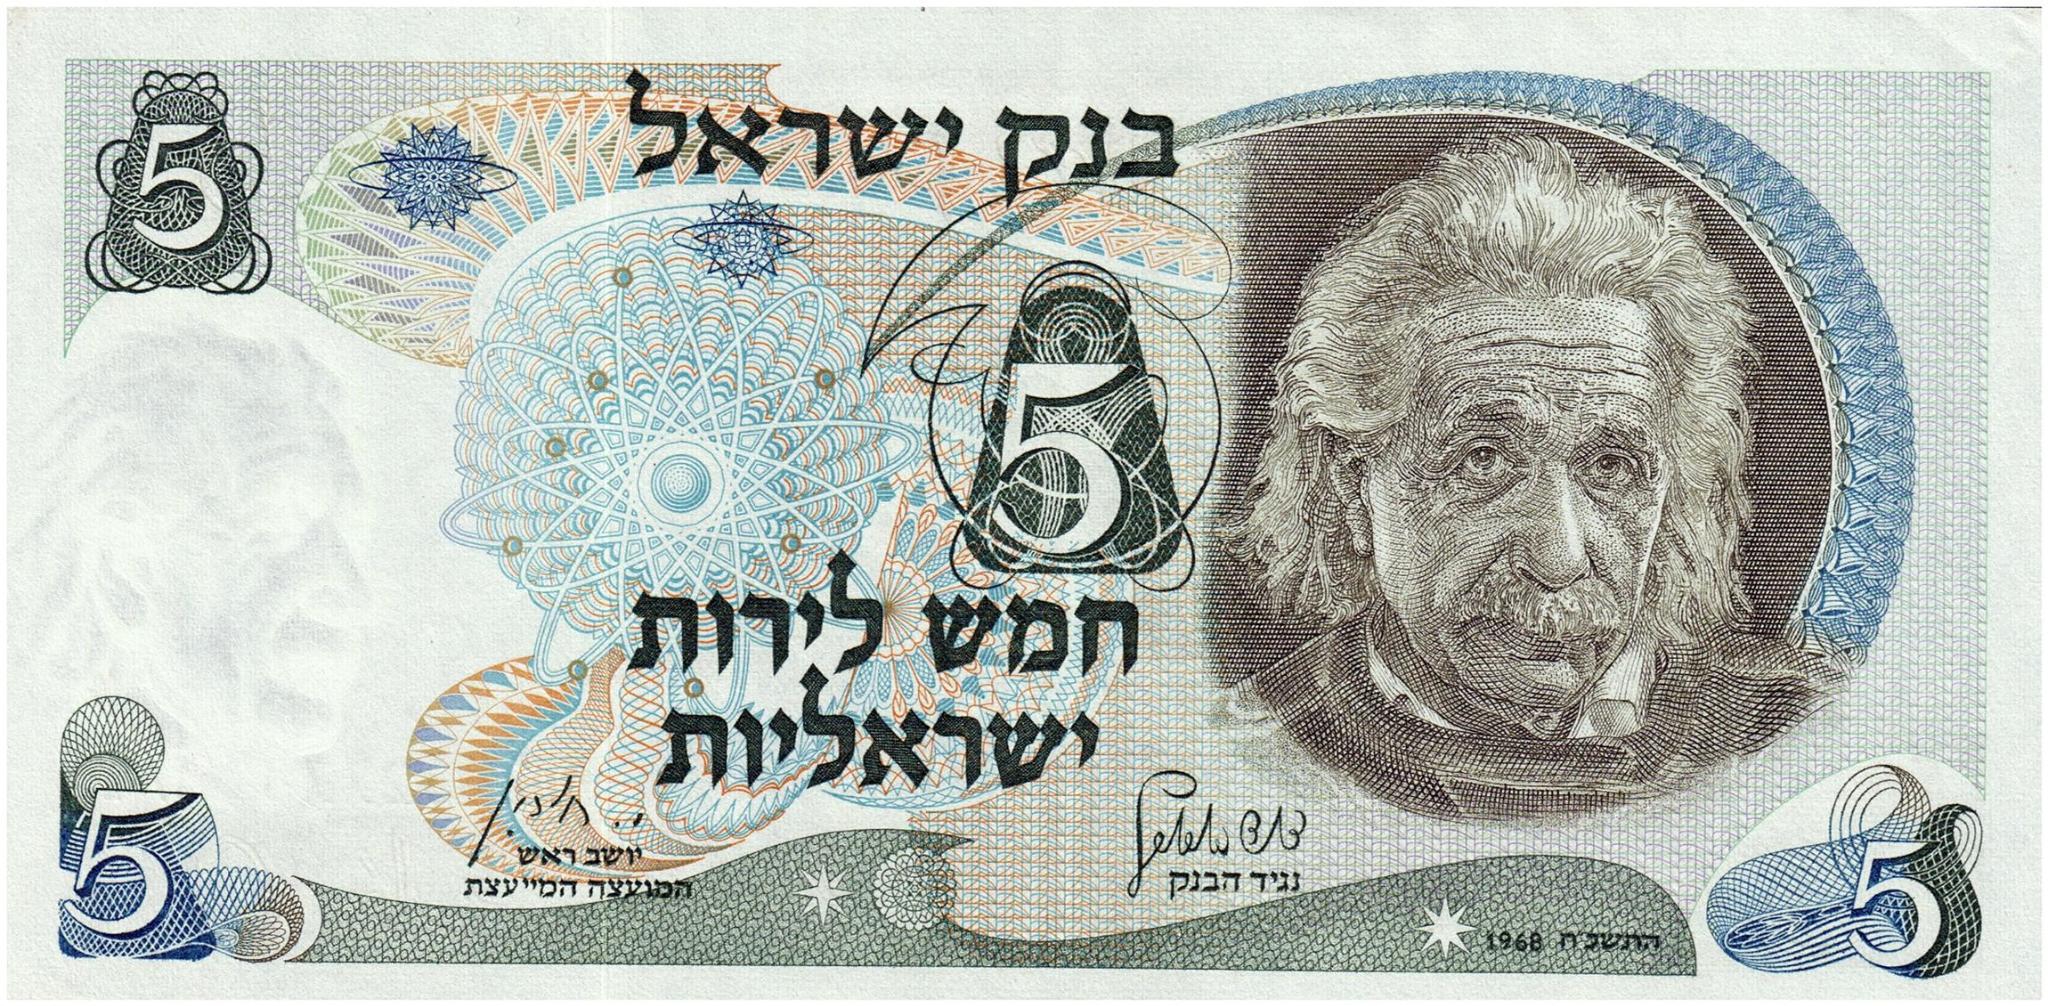 5
בנק ישראל
5
חמש לירות
ישראליות
יושב ראש
המועצה המייעצת
נגיד הבנק
5
5
התשכ״ח 1968